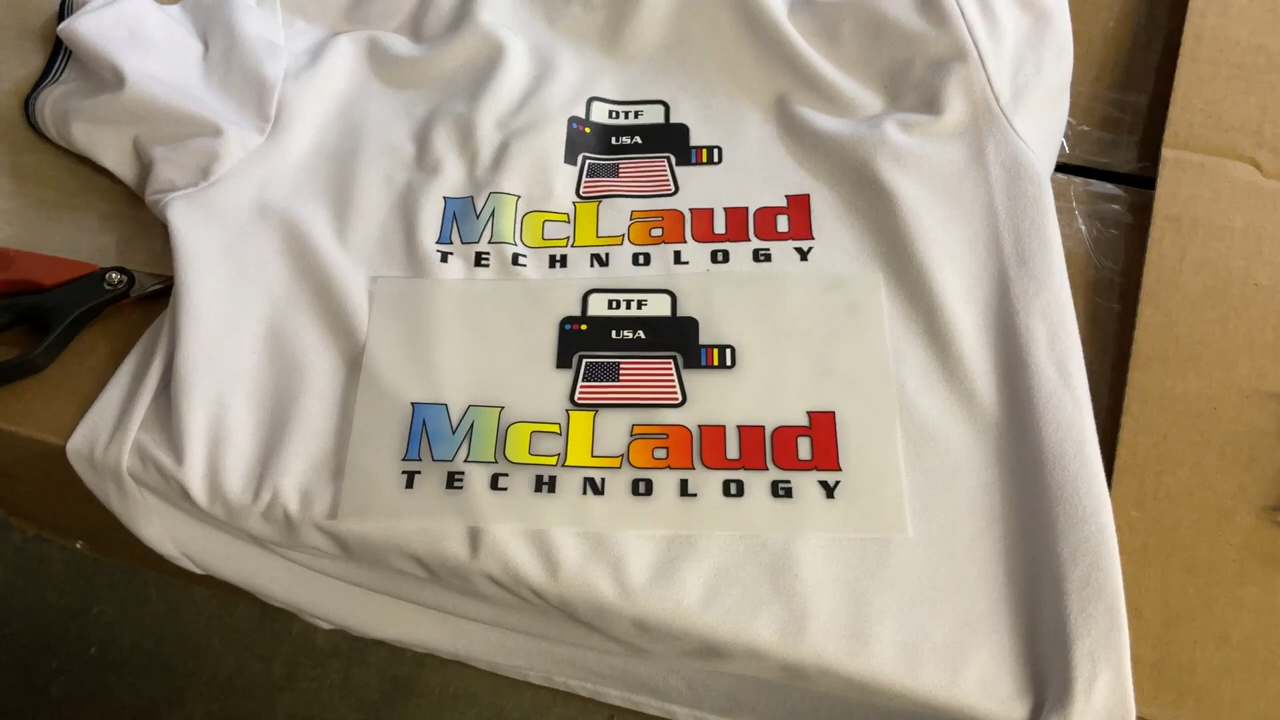 DTF
USA
McLaud
TECHNOLOGY
DTF
USA
McLaud
TECHNOLOGY